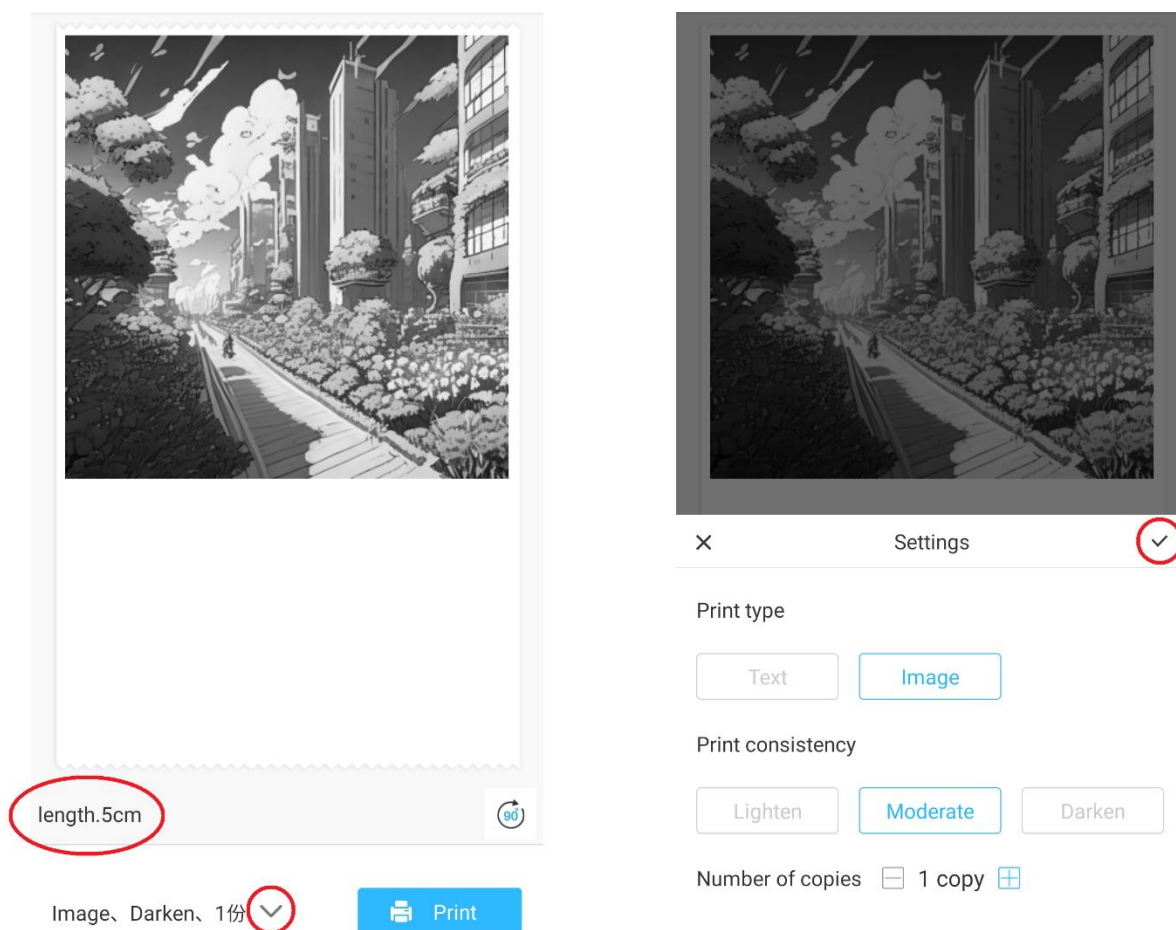 length.5cm
90°
Image、Darken、1份
Print
Settings
Print type
Text
Image
Print consistency
Lighten
Moderate
Darken
Number of copies
1 copy